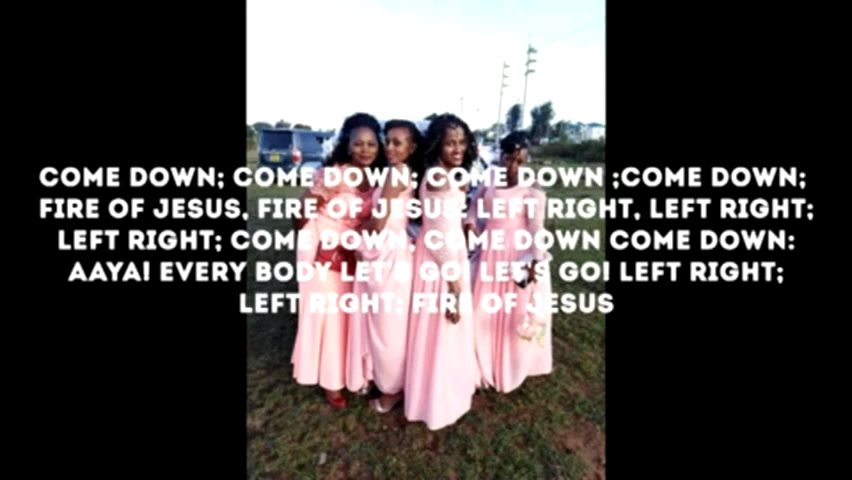 COME DOWN; COME DOWN; COME DOWN ;COME DOWN;
FIRE OF JESUS, FIRE OF JESUS; LEFT RIGHT, LEFT RIGHT;
LEFT RIGHT; COME DOWN, COME DOWN COME DOWN:
AAYA! EVERY BODY LET'S GO! LET'S GO! LEFT RIGHT;
LEFT RIGHT; FIRE OF JESUS